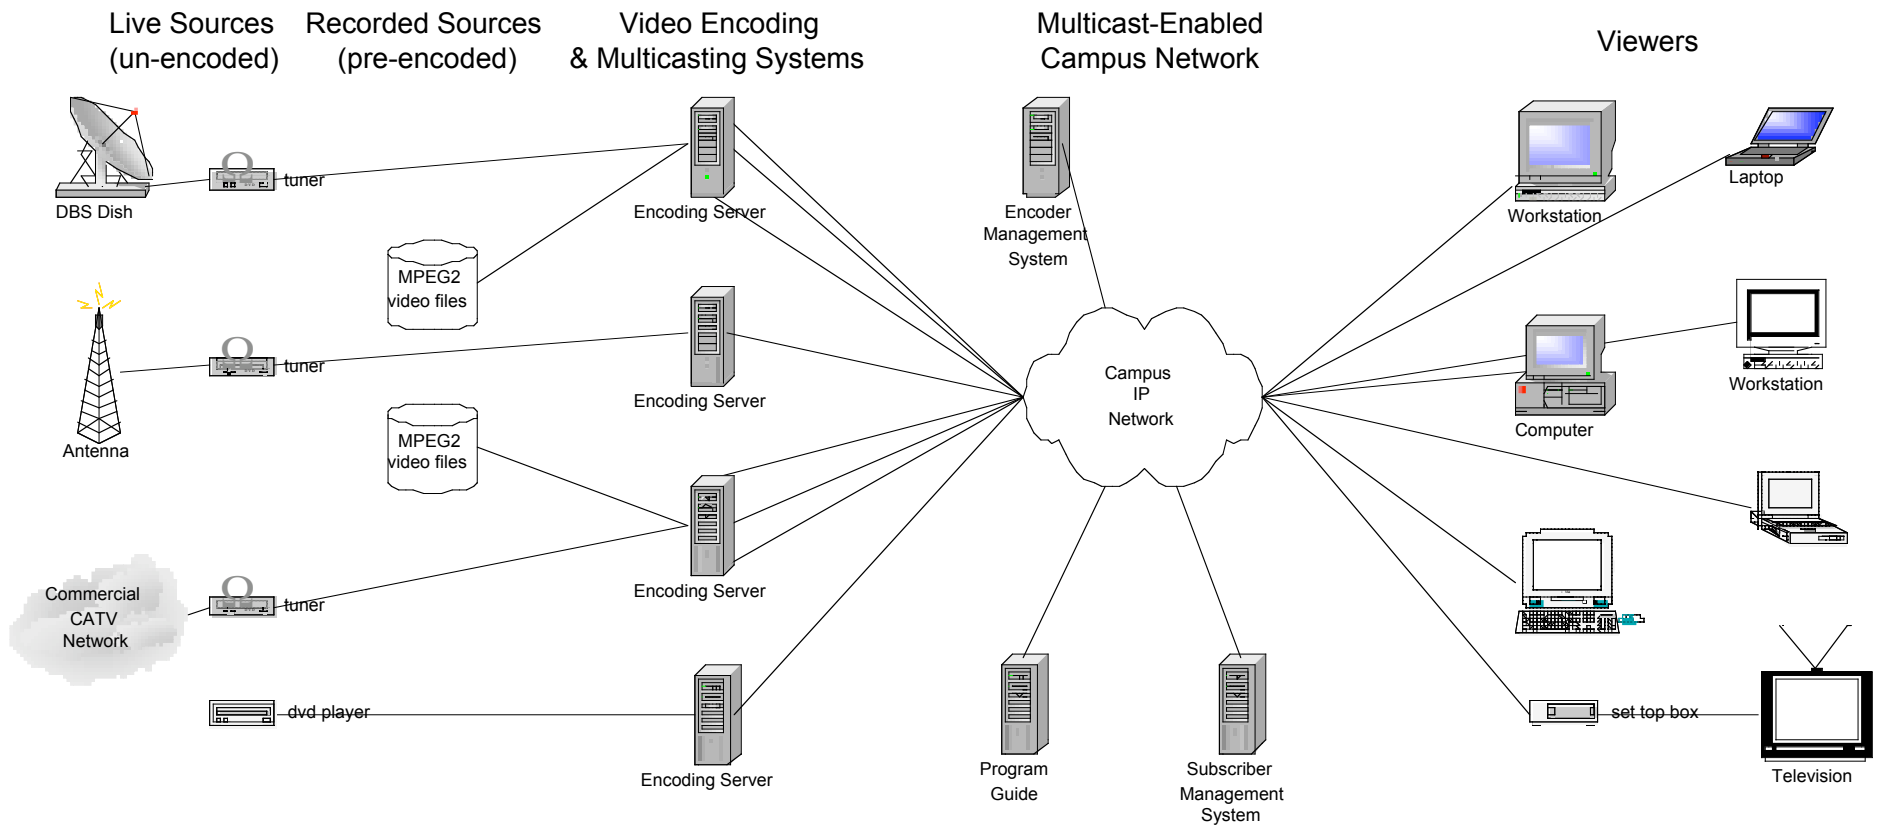 Live Sources
(un-encoded)
Recorded Sources
(pre-encoded)
Video Encoding
& Multicasting Systems
Multicast-Enabled
Campus Network
Viewers
DBS Dish
tuner
MPEG2
video files
Encoding Server
Encoder
Management
System
Workstation
Laptop
Antenna
tuner
MPEG2
video files
Encoding Server
Campus
IP
Network
Computer
Workstation
Commercial
CATV
Network
tuner
Encoding Server
dvd player
Encoding Server
Program
Guide
Subscriber
Management
System
set top box
Television